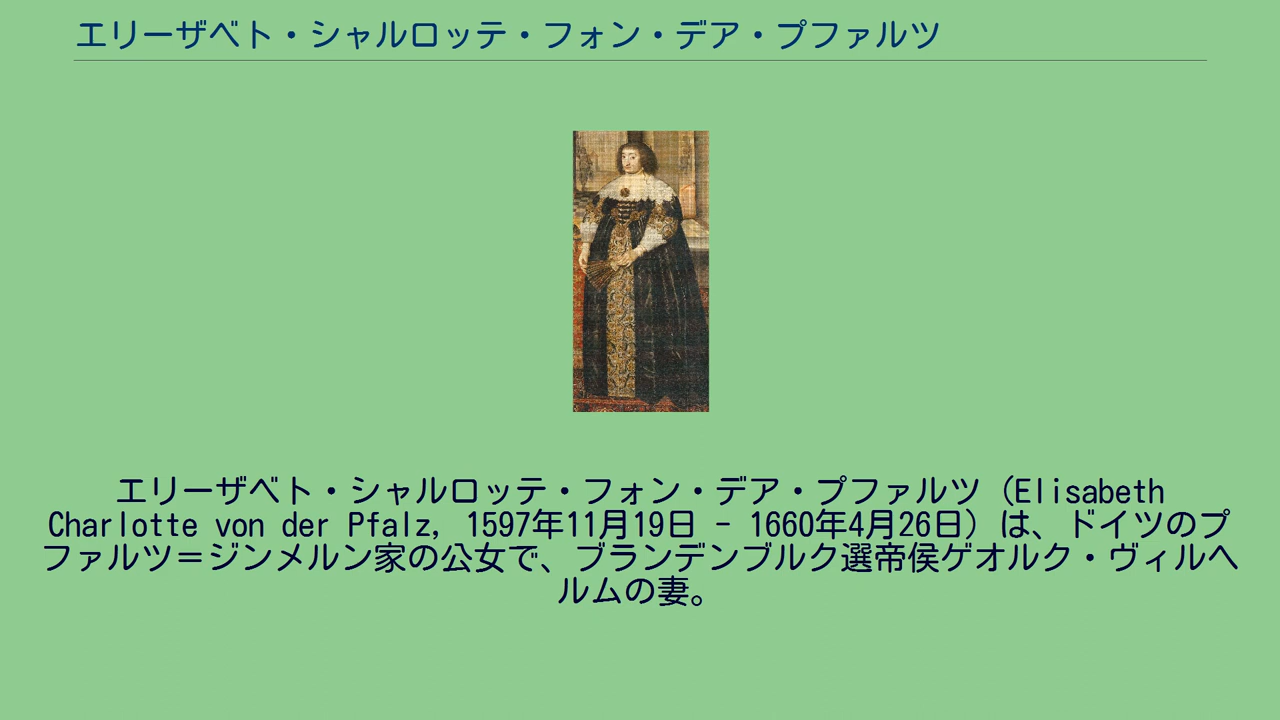 エリーザベト・シャルロッテ・フォン・デア・プファルツ
エリーザベト・シャルロッテ・フォン・デア・プファルツ（Elisabeth
Charlotte von der Pfalz, 1597年11月19日 - 1660年4月26日）は、ドイツのプ
ファルツ＝ジンメルン家の公女で、ブランデンブルク選帝侯ゲオルク・ヴィルヘ
ルムの妻。